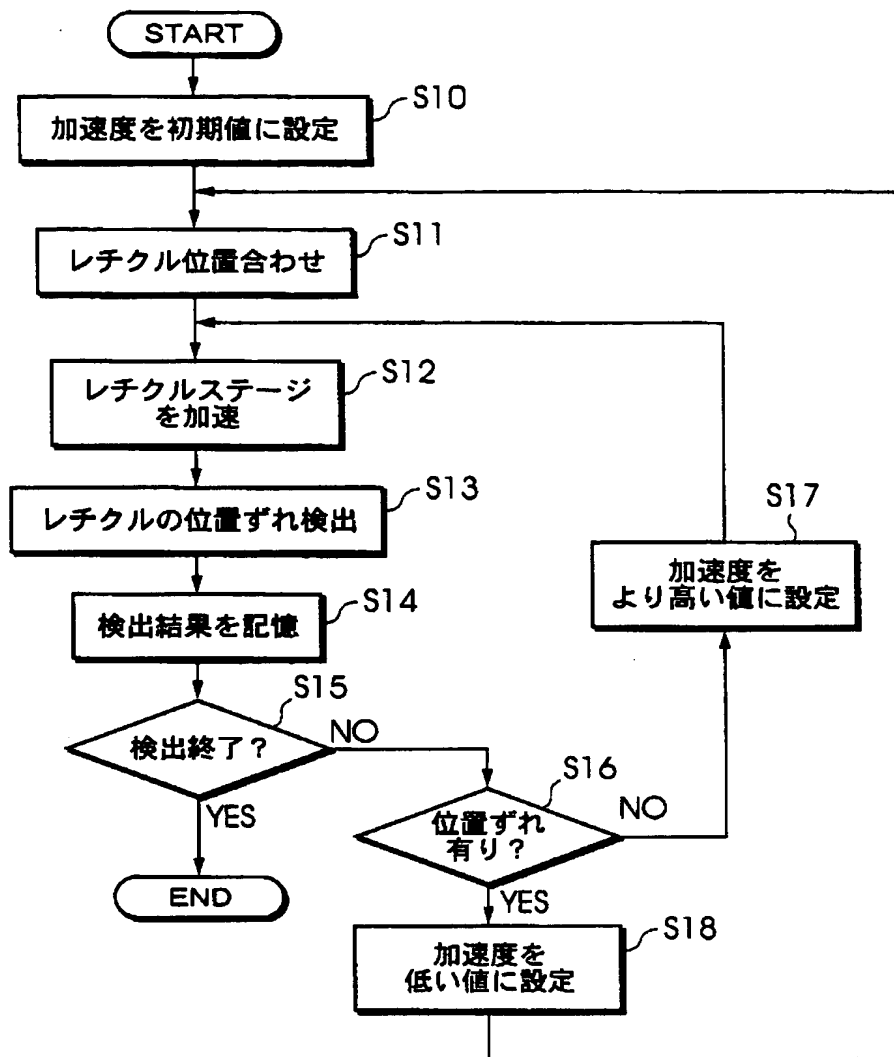 START
S10
加速度を初期値に設定
S11
レチクル位置合わせ
S12
レチクルステージ
を加速
S13
レチクルの位置ずれ検出
S17
加速度を
より高い値に設定
S14
検出結果を記憶
S15
検出終了?
NO
YES
S16
位置ずれ
有り?
NO
YES
END
S18
加速度を
低い値に設定